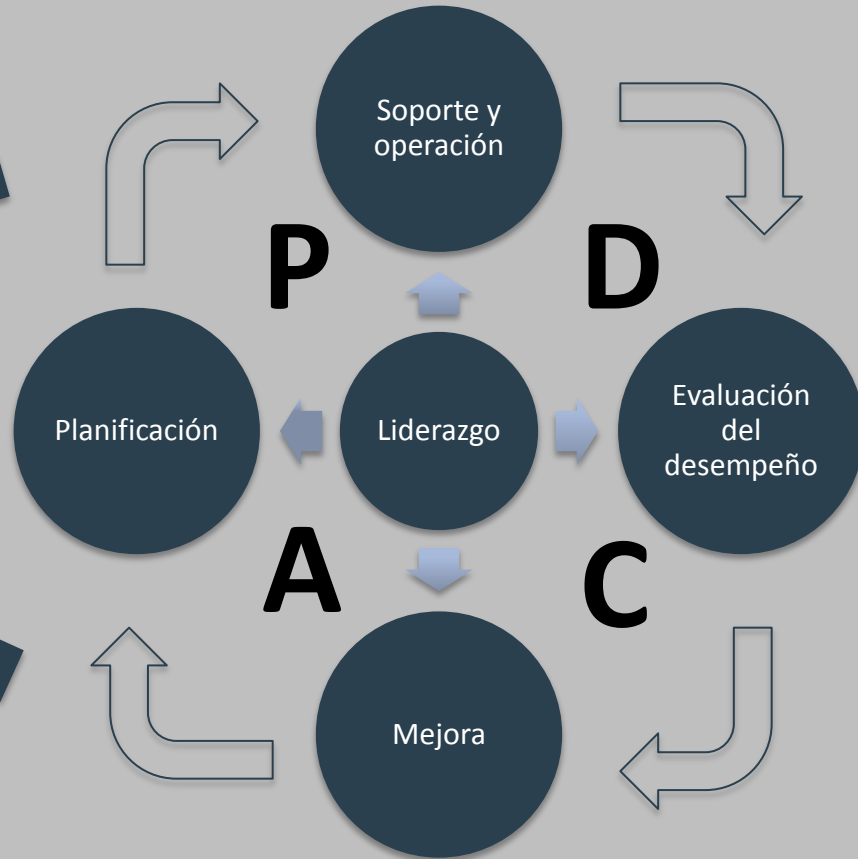 Soporte y
operación
P
D
Planificación
Liderazgo
Evaluación
del
desempeño
A
C
Mejora